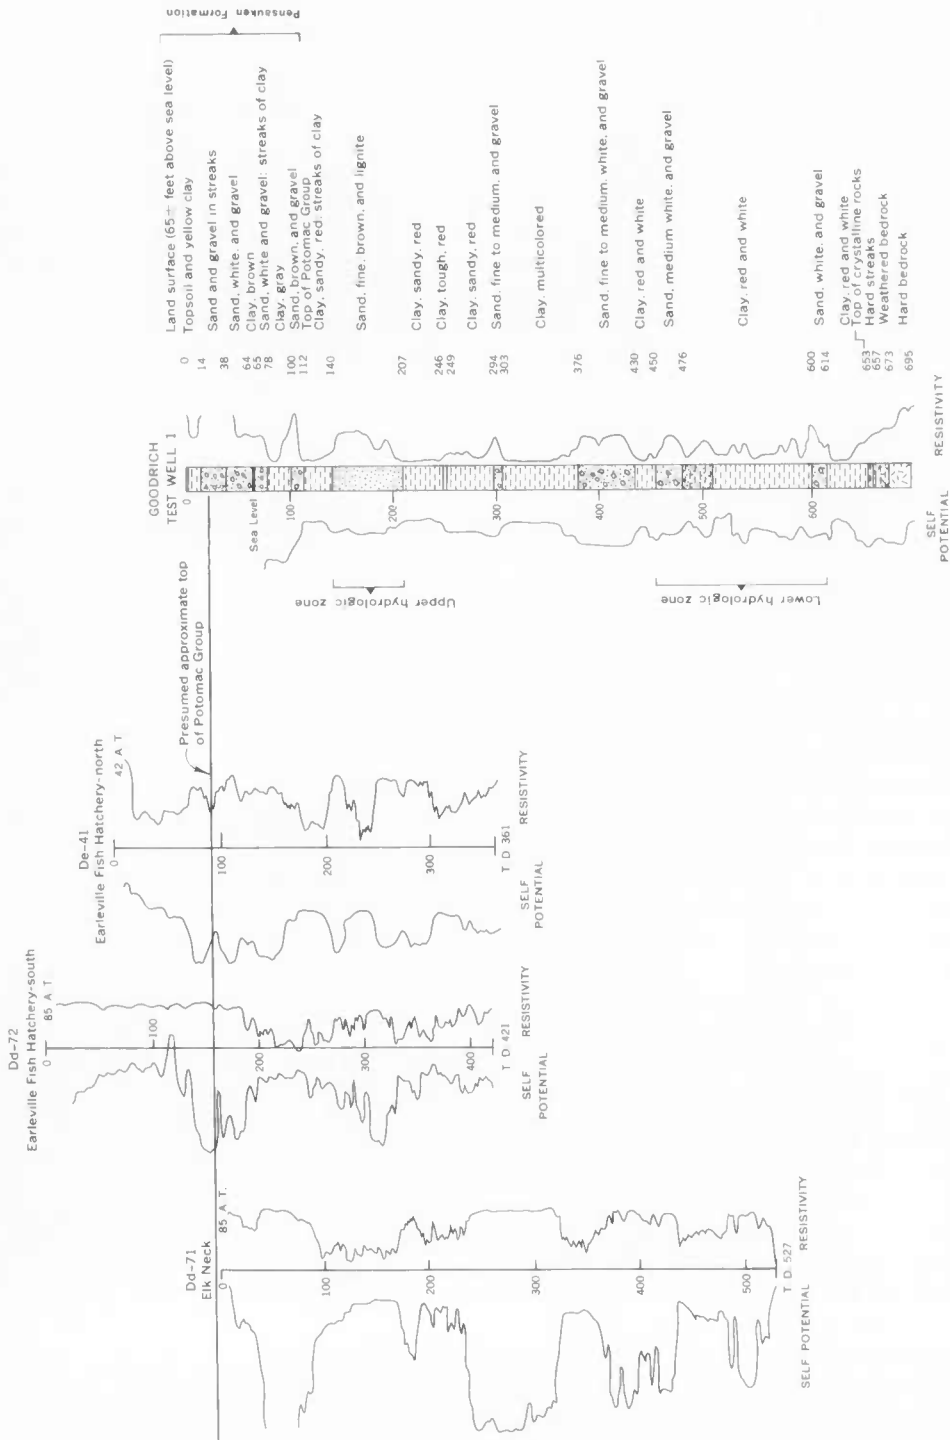 Dd-71
Elk Neck
85 A.T.
0
100
200
300
400
500
T D 527
SELF POTENTIAL
RESISTIVITY
Dd-72
Earleville Fish Hatchery-south
85 A T
0
100
200
300
400
T D 421
SELF
POTENTIAL
RESISTIVITY
De-41
Earleville Fish Hatchery-north
42 A T
0
100
200
300
T D 361
SELF
POTENTIAL
RESISTIVITY
Presumed approximate top
of Potomac Group
GOODRICH
TEST WELL 1
0
Sea Level
100
200
300
400
500
600
SELF
POTENTIAL
RESISTIVITY
Upper hydrologic zone
Lower hydrologic zone
Pensauken
Formation
Land surface (65± feet above sea level)
0
Topsoil and yellow clay
14
Sand and gravel in streaks
38
Sand, white, and gravel
64
Clay, brown
65
Sand, white and gravel: streaks of clay
78
Clay, gray
100
Sand, brown, and gravel
112
Top of Potomac Group
Clay, sandy, red: streaks of clay
140
Sand, fine, brown, and lignite
207
Clay, sandy, red
246
Clay, tough, red
249
Clay, sandy, red
294
Sand, fine to medium, and gravel
303
Clay multicolored
376
Sand, fine to medium, white, and gravel
430
Clay, red and white
450
Sand, medium white, and gravel
476
Clay, red and white
600
Sand, white, and gravel
614
Clay, red and white
Top of crystalline rocks
653
Hard streaks
657
Weathered bedrock
673
Hard bedrock
695